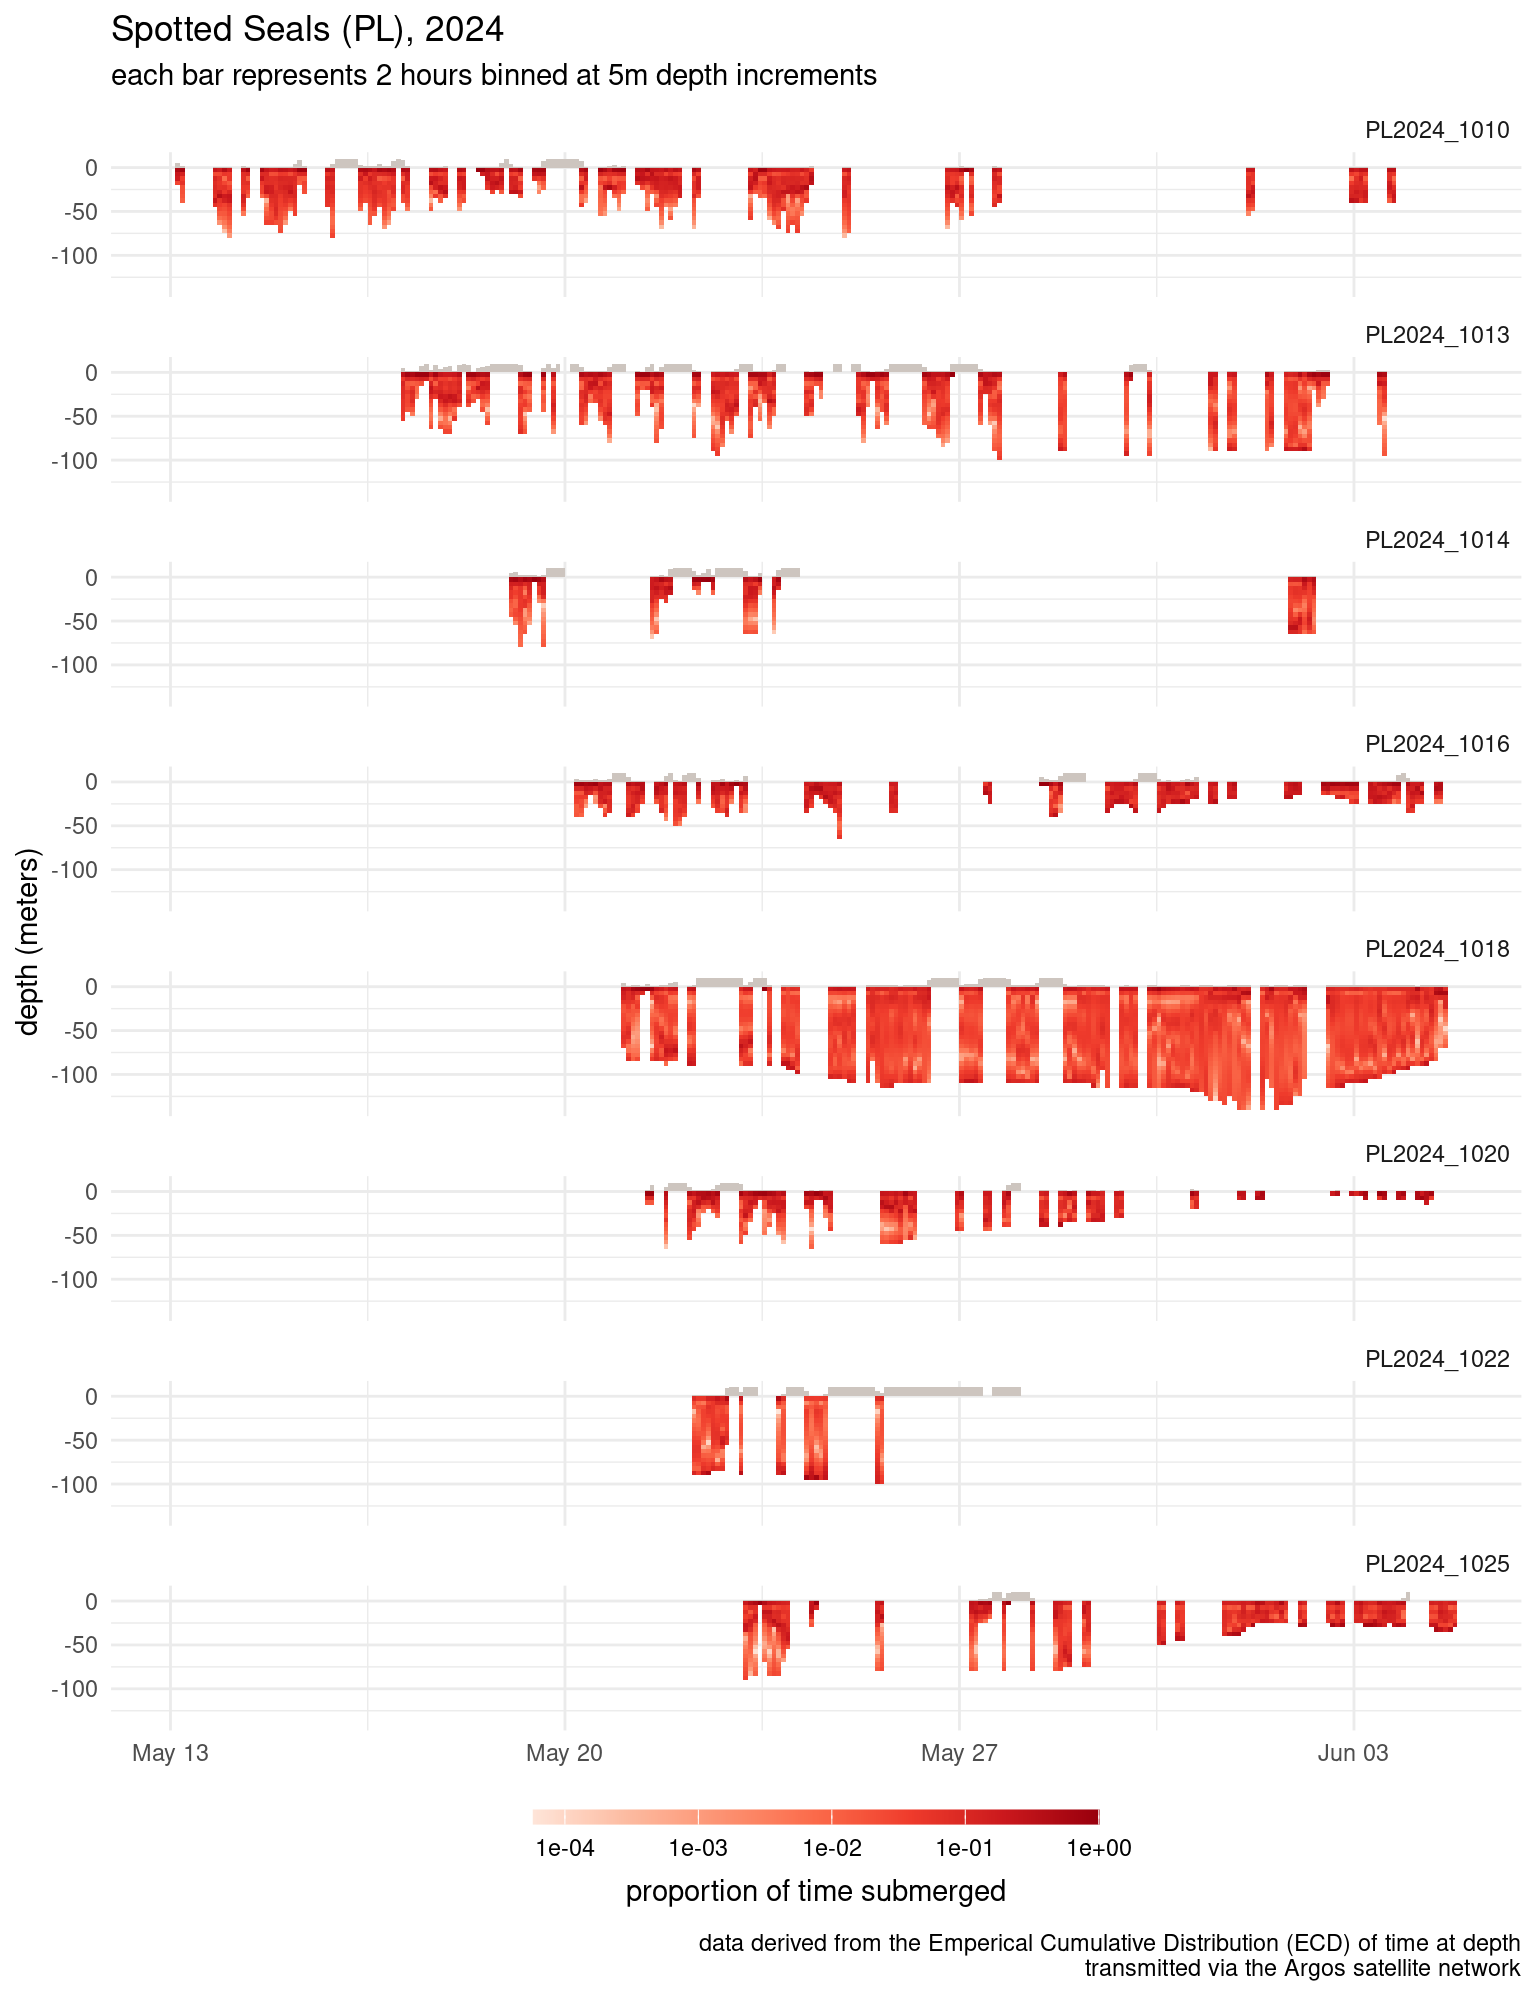 Spotted Seals (PL), 2024
each bar represents 2 hours binned at 5m depth increments
PL2024_1010
0
-50
-100
PL2024_1013
0
-50
-100
PL2024_1014
0
-50
-100
PL2024_1016
0
-50
-100
depth (meters)
PL2024_1018
0
-50
-100
PL2024_1020
0
-50
-100
PL2024_1022
0
-50
-100
PL2024_1025
0
-50
-100
May 13 May 20 May 27 Jun 03
1e-04 1e-03 1e-02 1e-01 1e+00
proportion of time submerged
data derived from the Emperical Cumulative Distribution (ECD) of time at depth
transmitted via the Argos satellite network